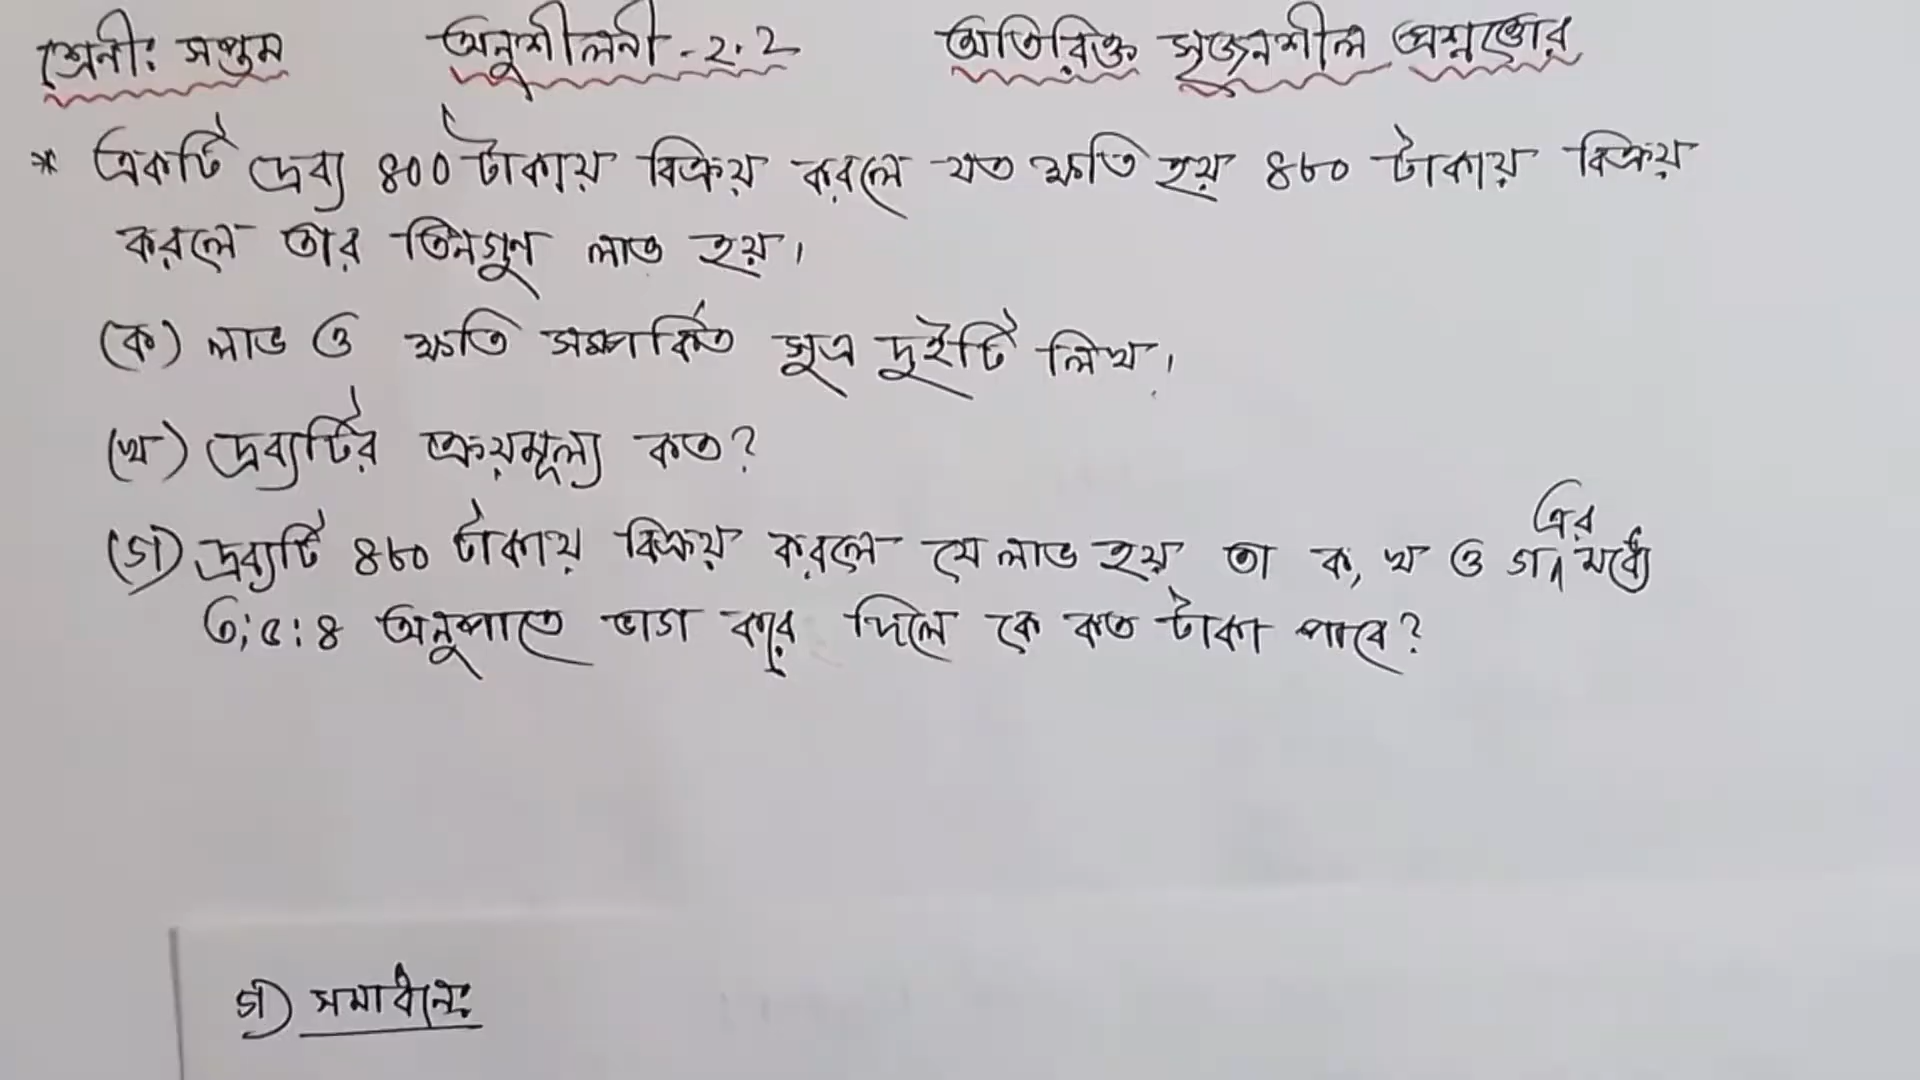 শ্রেনী: সপ্তম অনুশীলনী-২.২ অতিরিক্ত সৃজনশীল প্রশ্নত্তোর
* একটি দ্রব্য ৪০০ টাকায় বিক্রয় করলে যত ক্ষতি হয় ৪৮০ টাকায় বিক্রয়
করলে তার তিনগুন লাভ হয়।
(ক) লাভ ও ক্ষতি সম্পর্কিত সুত্র দুইটি লিখ।
(খ) দ্রব্যটির ক্রয়মূল্য কত?
(গ) দ্রব্যটি ৪৮০ টাকায় বিক্রয় করলে যে লাভ হয় তা ক, খ ও গ এর মধ্যে
৩:৫:৪ অনুপাতে ভাগ করে দিলে কে কত টাকা পাবে?
গ) সমাধান: